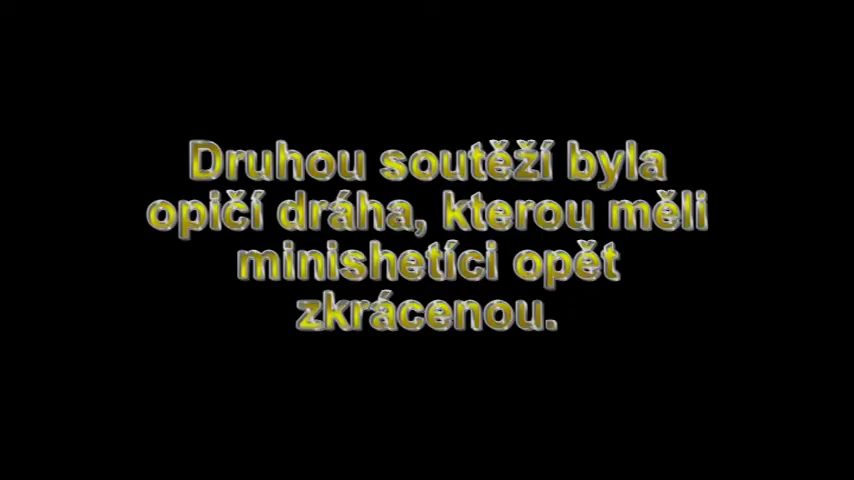 Druhou soutěží byla
opičí dráha, kterou měli
minishetíci opět
zkrácenou.